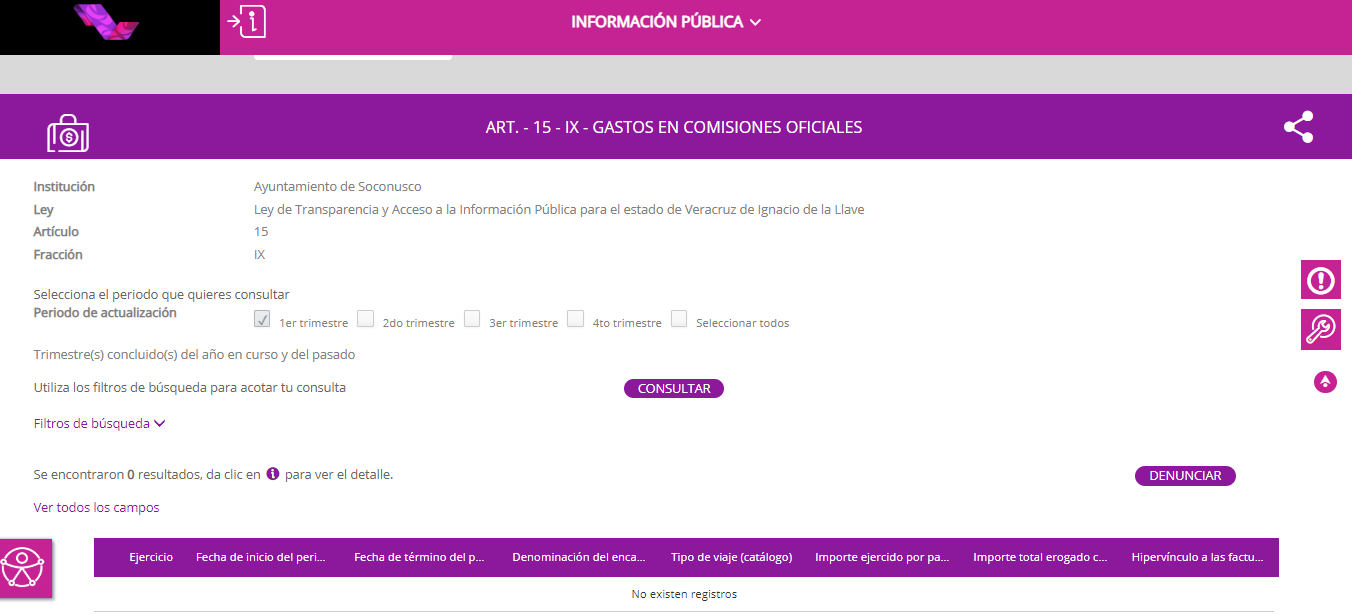 INFORMACIÓN PÚBLICA
ART. - 15 - IX - GASTOS EN COMISIONES OFICIALES
Institución Ayuntamiento de Soconusco
Ley Ley de Transparencia y Acceso a la Información Pública para el estado de Veracruz de Ignacio de la Llave
Artículo 15
Fracción IX
Selecciona el periodo que quieres consultar
Periodo de actualización 1er trimestre 2do trimestre 3er trimestre 4to trimestre Seleccionar todos
Trimestre(s) concluido(s) del año en curso y del pasado
Utiliza los filtros de búsqueda para acotar tu consulta CONSULTAR
Filtros de búsqueda
Se encontraron 0 resultados, da clic en i para ver el detalle. DENUNCIAR
Ver todos los campos
Ejercicio Fecha de inicio del peri... Fecha de término del p... Denominación del enca... Tipo de viaje (catálogo) Importe ejercido por pa... Importe total erogado c... Hipervínculo a las factu...
No existen registros